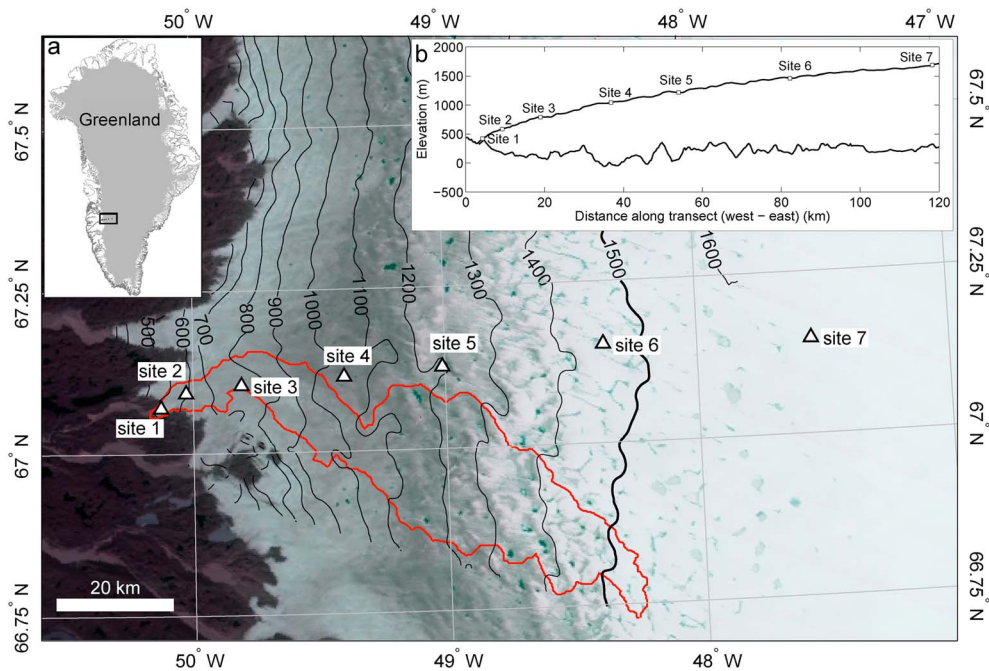 50° W
49° W
48° W
47° W
a
Greenland
b
2000
1500
1000
500
0
−500
Elevation (m)
Site 1
Site 2
Site 3
Site 4
Site 5
Site 6
Site 7
0
20
40
60
80
100
120
Distance along transect (west − east) (km)
67.5° N
67.25° N
67° N
66.75° N
67.5° N
67.25° N
67° N
66.75° N
500
600
700
800
900
1000
1100
1200
1300
1400
1500
1600
site 1
site 2
site 3
site 4
site 5
site 6
site 7
20 km
50° W
49° W
48° W